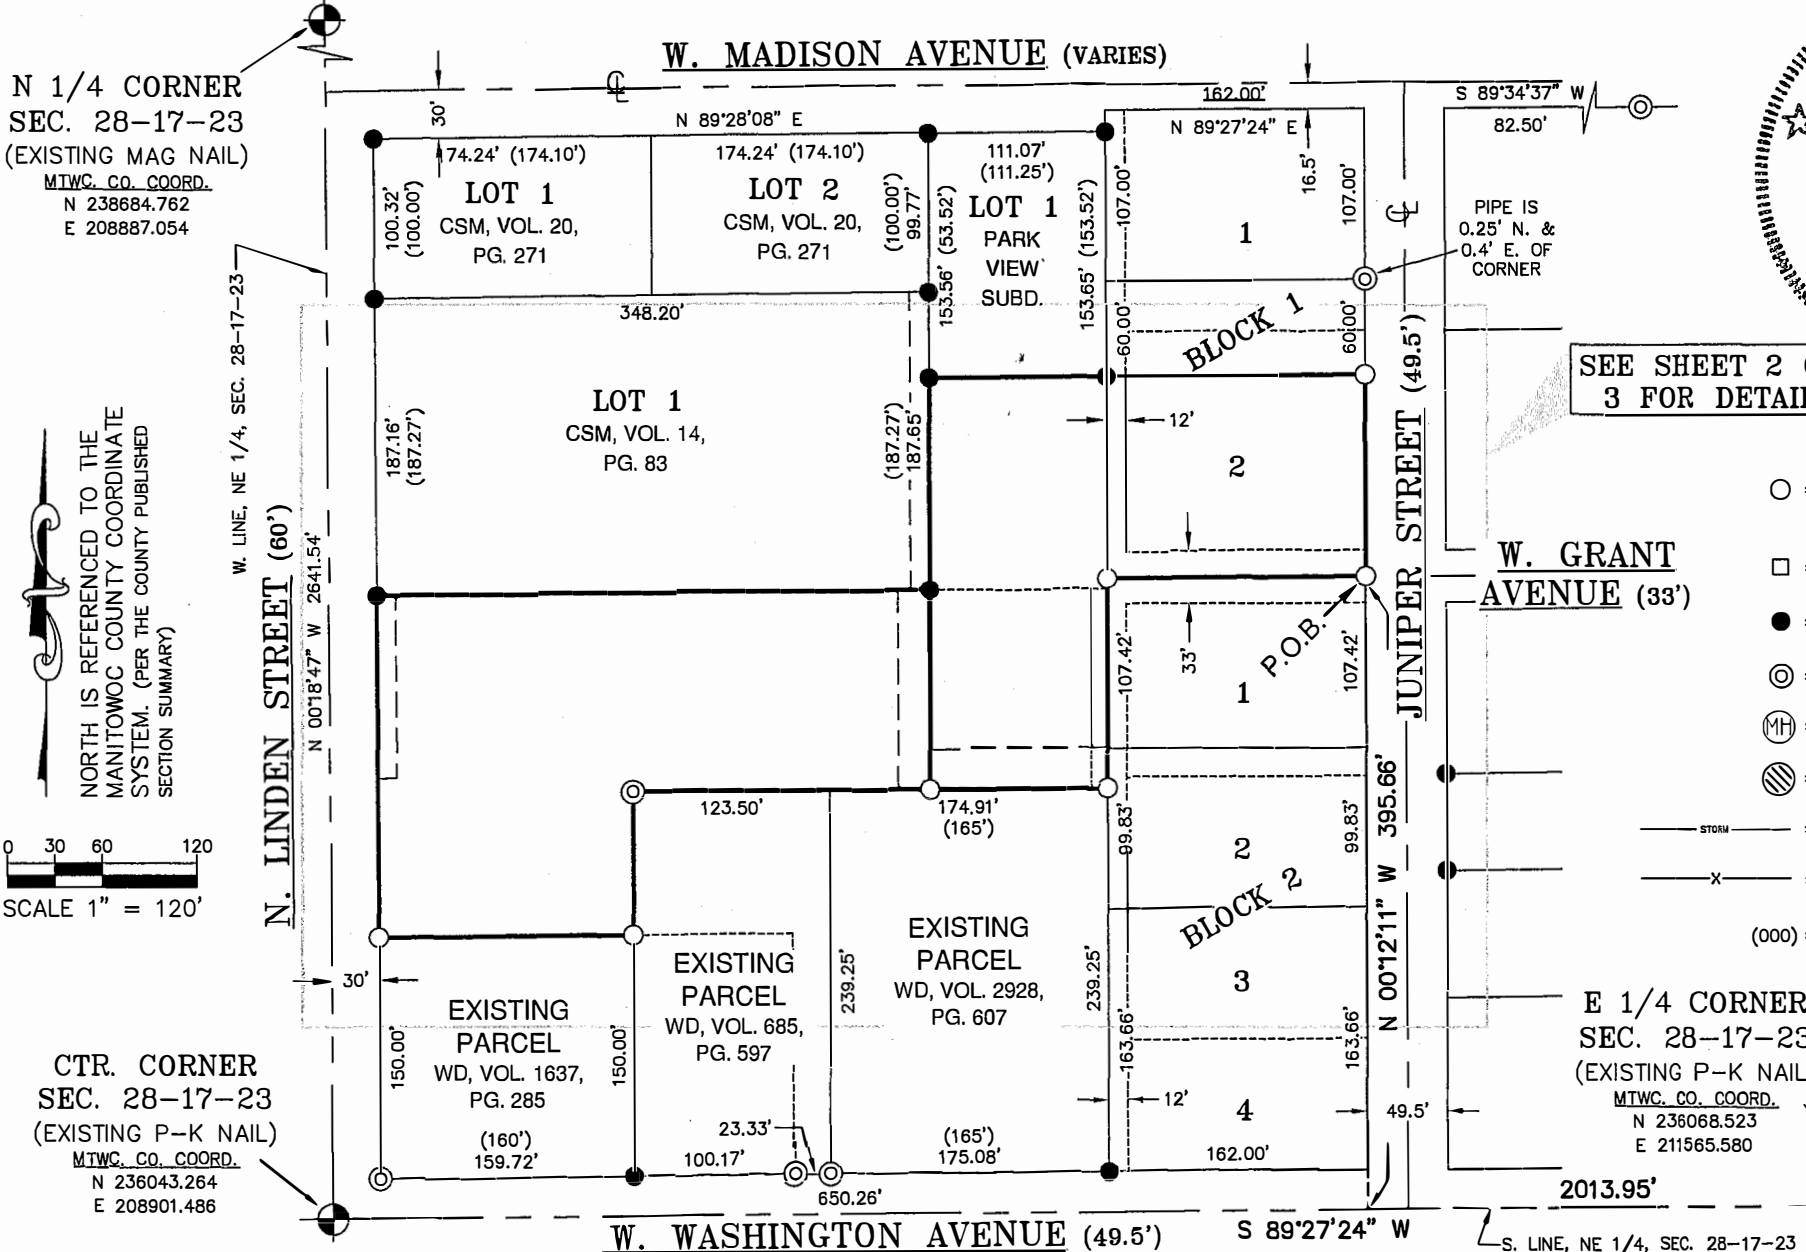 W. MADISON AVENUE (VARIES)
N 1/4 CORNER
SEC. 28-17-23
(EXISTING MAG NAIL)
MTWC. CO. COORD.
N 238684.762
E 208887.054
30'
N 89°28'08" E
162.00'
N 89°27'24" E
16.5'
S 89°34'37" W
82.50'
174.24' (174.10')
LOT 1
CSM, VOL. 20,
PG. 271
100.32'
(100.00')
174.24' (174.10')
LOT 2
CSM, VOL. 20,
PG. 271
(100.00')
99.77'
111.07'
(111.25')
LOT 1
PARK
VIEW
SUBD.
153.56' (53.52')
153.65' (153.52')
107.00'
1
107.00'
PIPE IS
0.25' N. &
0.4' E. OF
CORNER
348.20'
60.00'
BLOCK 1
60.00'
W. LINE, NE 1/4, SEC. 28-17-23
LOT 1
CSM, VOL. 14,
PG. 83
187.16'
(187.27')
(187.27')
187.65'
12'
2
JUNIPER STREET (49.5')
SEE SHEET 2
3 FOR DETAIL
W. GRANT
AVENUE (33')
P.O.B.
33'
107.42'
1
107.42'
NORTH IS REFERENCED TO THE
MANITOWOC COUNTY COORDINATE
SYSTEM. (PER THE COUNTY PUBLISHED
SECTION SUMMARY)
N. LINDEN STREET (60')
N 00°18'47" W 2641.54'
MH
STORM
X
(000)
0 30 60 120
SCALE 1" = 120'
123.50'
174.91'
(165')
99.83'
2
99.83'
BLOCK 2
N 00°12'11" W 395.66'
30'
EXISTING
PARCEL
WD, VOL. 1637,
PG. 285
150.00'
150.00'
EXISTING
PARCEL
WD, VOL. 685,
PG. 597
239.25'
EXISTING
PARCEL
WD, VOL. 2928,
PG. 607
239.25'
3
163.66'
163.66'
12'
4
49.5'
E 1/4 CORNER
SEC. 28-17-23
(EXISTING P-K NAIL
MTWC. CO. COORD.
N 236068.523
E 211565.580
CTR. CORNER
SEC. 28-17-23
(EXISTING P-K NAIL)
MTWC. CO. COORD.
N 236043.264
E 208901.486
(160')
159.72'
100.17'
23.33'
(165')
175.08'
162.00'
650.26'
2013.95'
W. WASHINGTON AVENUE (49.5')
S 89°27'24" W
S. LINE, NE 1/4, SEC. 28-17-23